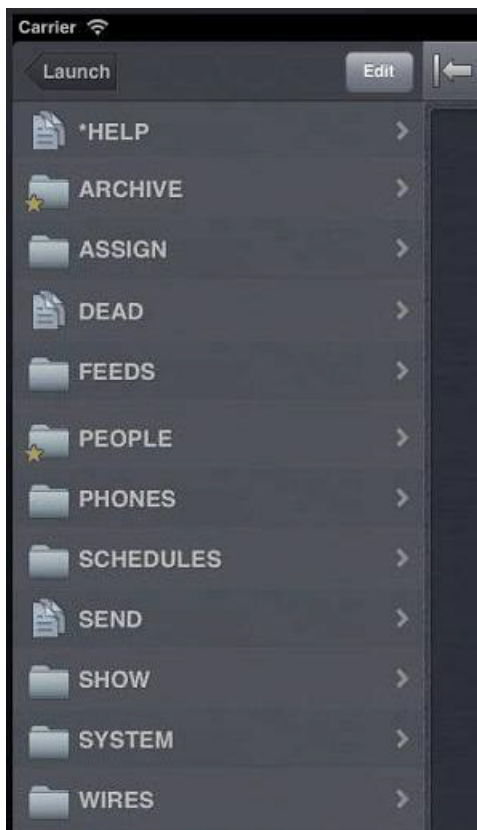 Carrier
Launch Edit
*HELP
ARCHIVE
ASSIGN
DEAD
FEEDS
PEOPLE
PHONES
SCHEDULES
SEND
SHOW
SYSTEM
WIRES